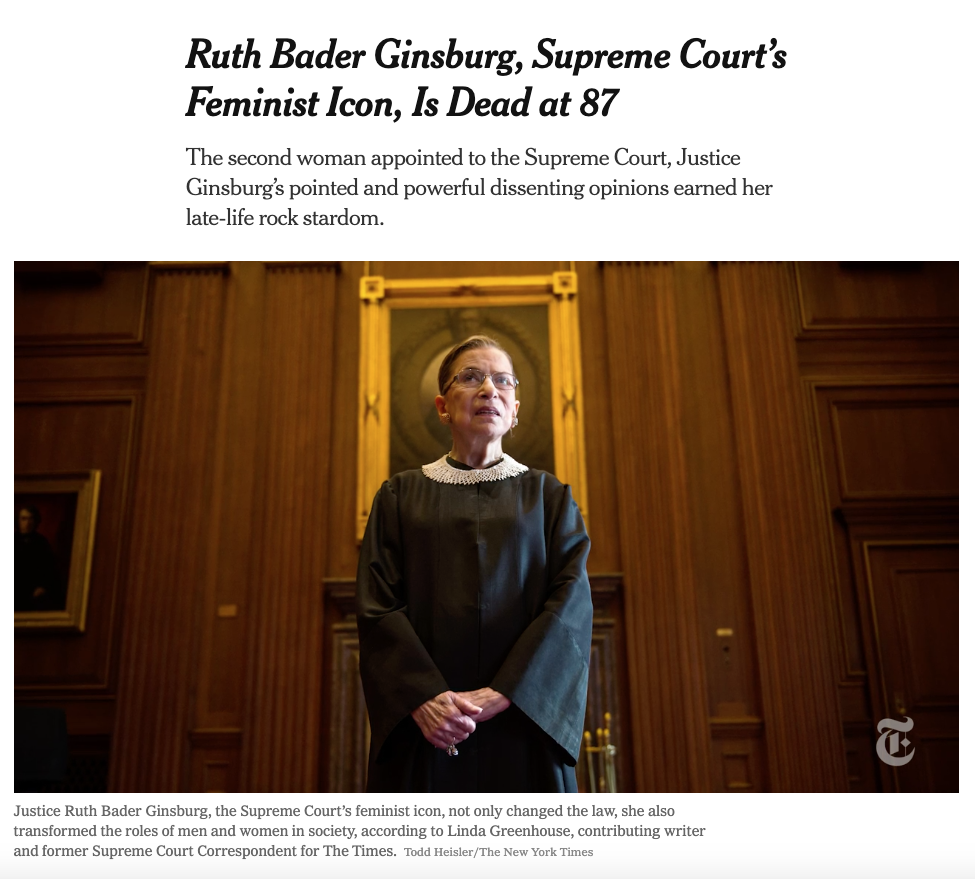 Ruth Bader Ginsburg, Supreme Court’s
Feminist Icon, Is Dead at 87
The second woman appointed to the Supreme Court, Justice
Ginsburg’s pointed and powerful dissenting opinions earned her
late-life rock stardom.
T
Justice Ruth Bader Ginsburg, the Supreme Court’s feminist icon, not only changed the law, she also
transformed the roles of men and women in society, according to Linda Greenhouse, contributing writer
and former Supreme Court Correspondent for The Times. Todd Heisler/The New York Times